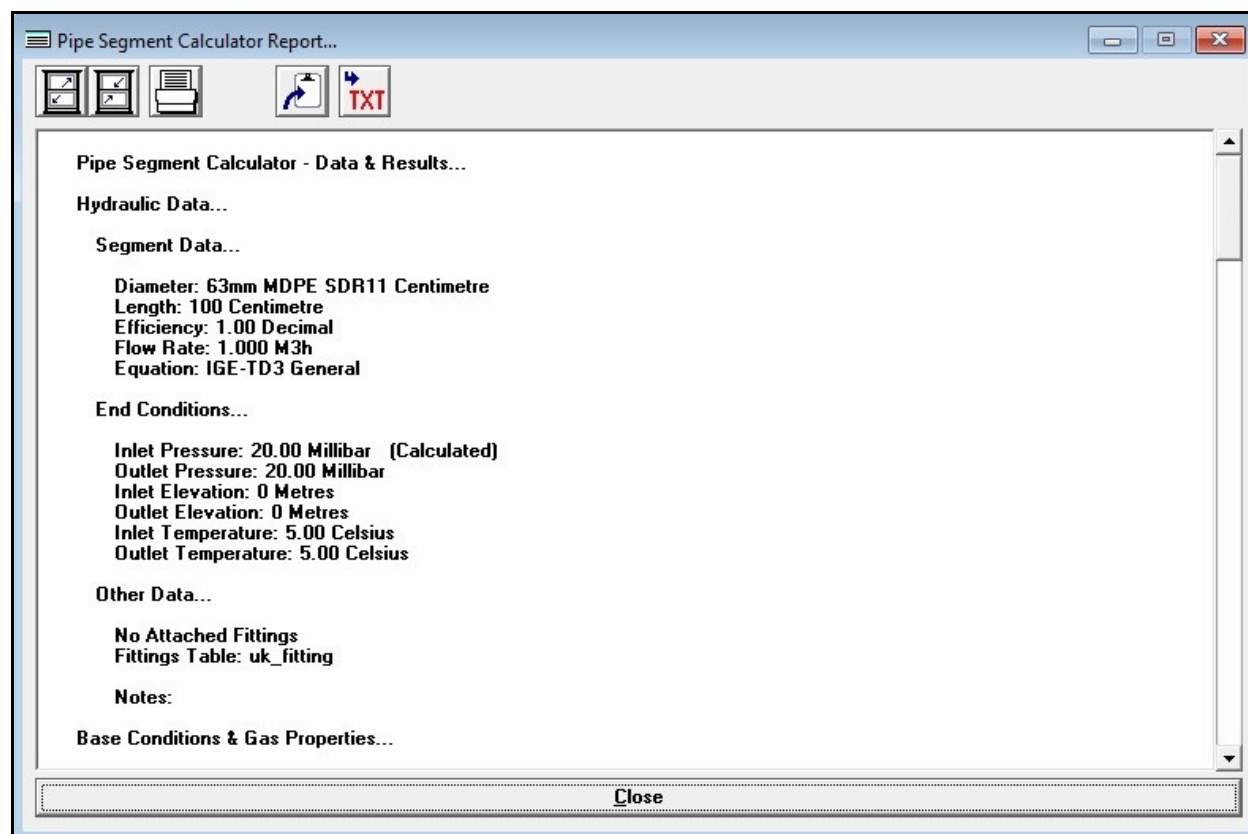 Pipe Segment Calculator Report...
TXT
Pipe Segment Calculator - Data & Results...
Hydraulic Data...
Segment Data...
Diameter: 63mm MDPE SDR11 Centimetre
Length: 100 Centimetre
Efficiency: 1.00 Decimal
Flow Rate: 1.000 M3h
Equation: IGE-TD3 General
End Conditions...
Inlet Pressure: 20.00 Millibar (Calculated)
Outlet Pressure: 20.00 Millibar
Inlet Elevation: 0 Metres
Outlet Elevation: 0 Metres
Inlet Temperature: 5.00 Celsius
Outlet Temperature: 5.00 Celsius
Other Data...
No Attached Fittings
Fittings Table: uk_fitting
Notes:
Base Conditions & Gas Properties...
Close